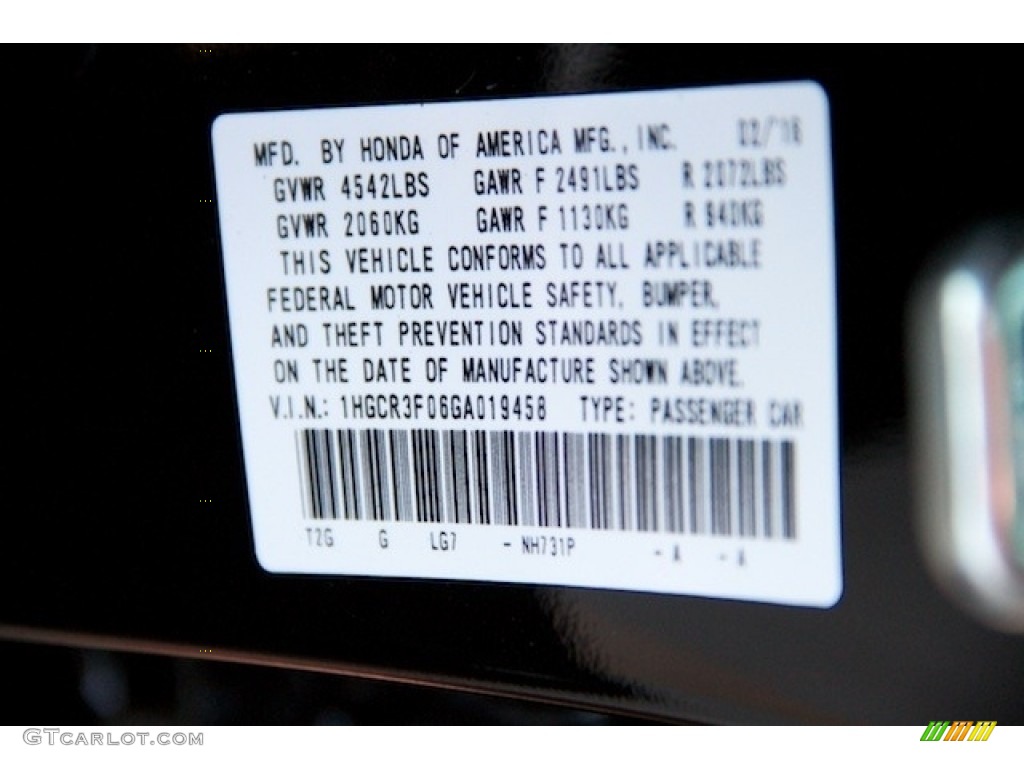 MFD. BY HONDA OF AMERICA MFG., INC. 02/16
GVWR 4542LBS GAWR F 2491LBS R 2072LBS
GVWR 2060KG GAWR F 1130KG R 940KG
THIS VEHICLE CONFORMS TO ALL APPLICABLE
FEDERAL MOTOR VEHICLE SAFETY, BUMPER,
AND THEFT PREVENTION STANDARDS IN EFFECT
ON THE DATE OF MANUFACTURE SHOWN ABOVE.
V.I.N.: 1HGCR3F06GA019458 TYPE: PASSENGER CAR
T2G G LG7 - NH731P - A - A
GTCARLOT.COM